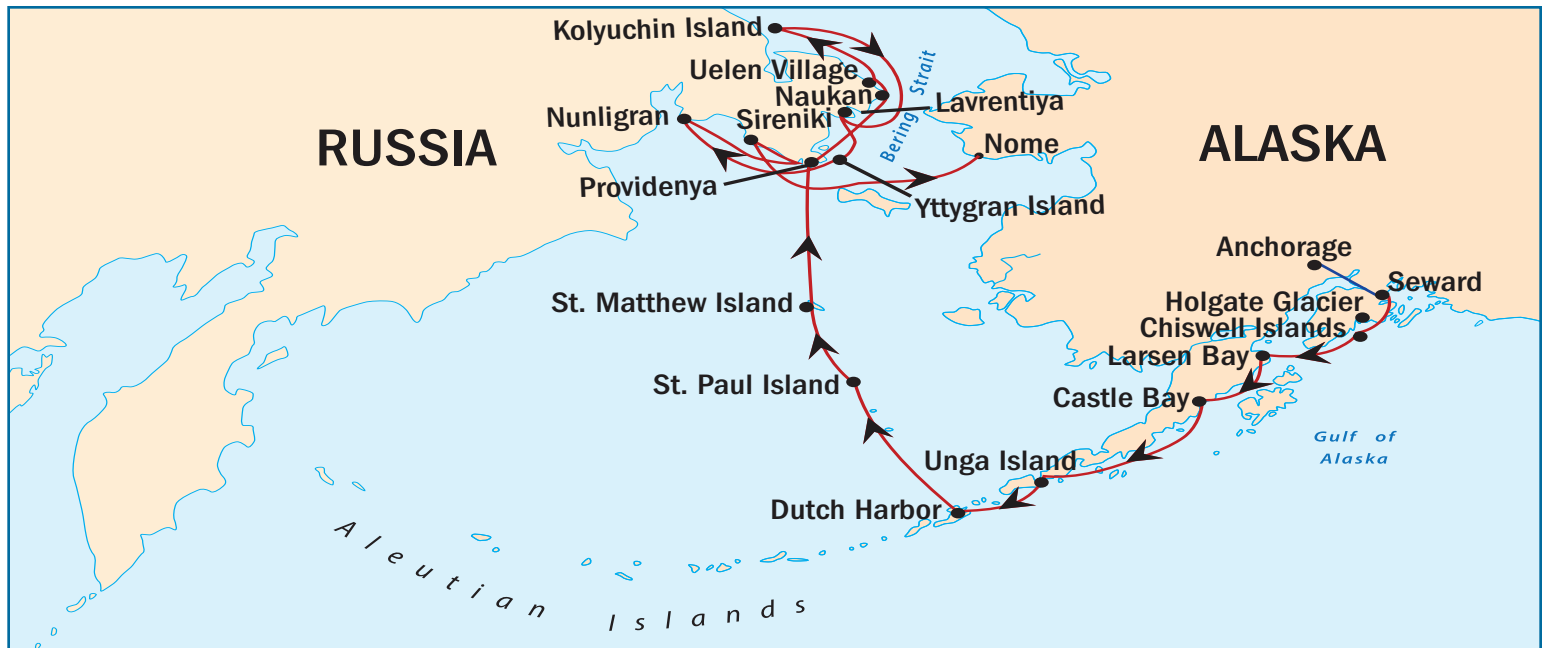 Kolyuchin Island
Uelen Village
Naukan
Lavrentiya
Nunligran
Sireniki
Bering Strait
Nome
RUSSIA
ALASKA
Providenya
Yttygran Island
Anchorage
Seward
St. Matthew Island
Holgate Glacier
Chiswell Islands
Larsen Bay
St. Paul Island
Castle Bay
Gulf of
Alaska
Unga Island
Dutch Harbor
Aleutian Islands